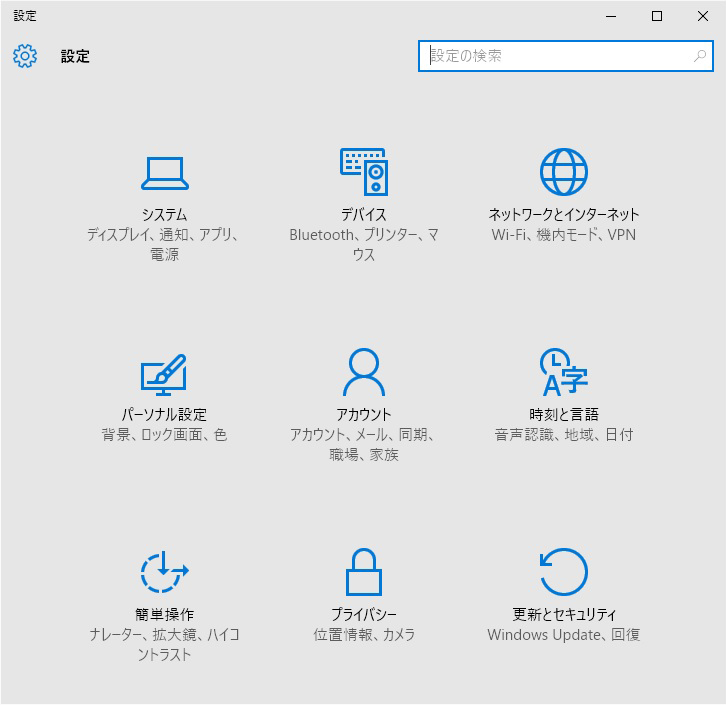 設定
設定
設定の検索
システム
ディスプレイ、通知、アプリ、
電源
デバイス
Bluetooth、プリンター、マ
ウス
ネットワークとインターネット
Wi-Fi、機内モード、VPN
パーソナル設定
背景、ロック画面、色
アカウント
アカウント、メール、同期、
職場、家族
時刻と言語
音声認識、地域、日付
簡単操作
ナレーター、拡大鏡、ハイコ
ントラスト
プライバシー
位置情報、カメラ
更新とセキュリティ
Windows Update、回復